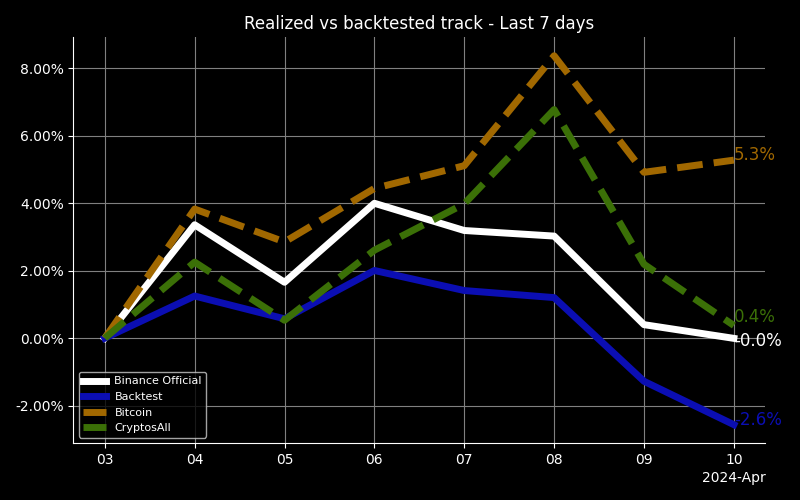 Realized vs backtested track - Last 7 days
8.00%
6.00%
4.00%
2.00%
0.00%
-2.00%
5.3%
0.4%
-0.0%
-2.6%
Binance Official
Backtest
Bitcoin
CryptosAll
03 04 05 06 07 08 09 10
2024-Apr